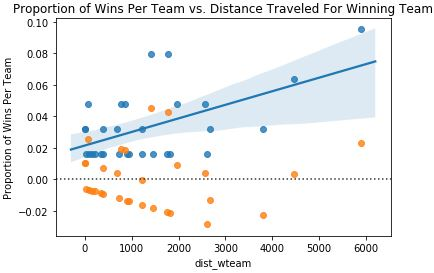 Proportion of Wins Per Team vs. Distance Traveled For Winning Team
0.10
0.08
0.06
0.04
0.02
0.00
−0.02
Proportion of Wins Per Team
0 1000 2000 3000 4000 5000 6000
dist_wteam